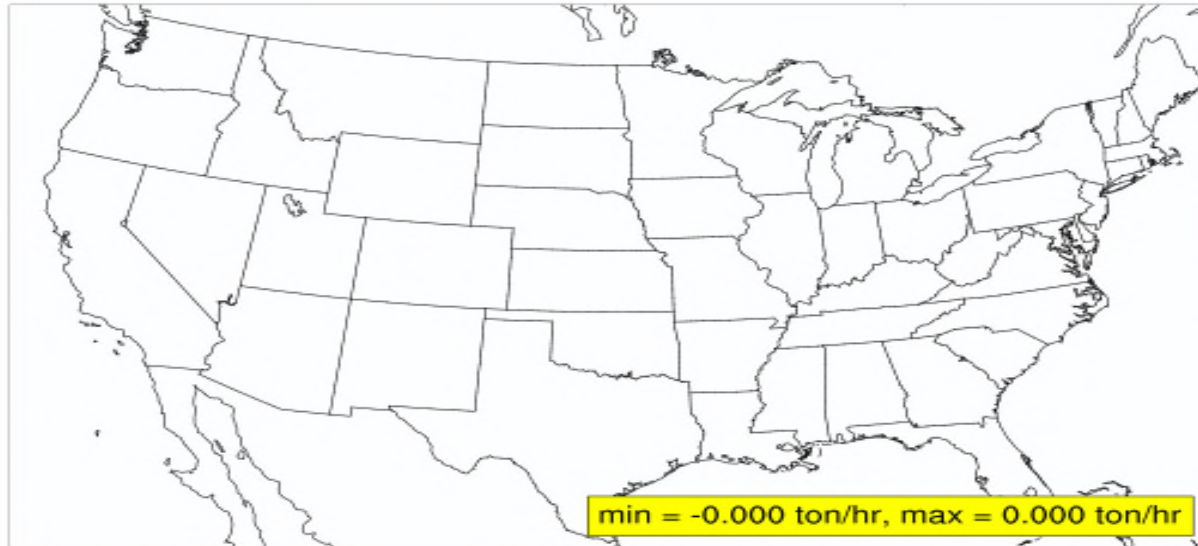 min = -0.000 ton/hr, max = 0.000 ton/hr